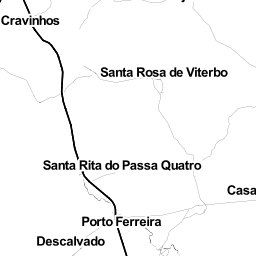 Cravinhos
Santa Rosa de Viterbo
Santa Rita do Passa Quatro
Casa
Porto Ferreira
Descalvado